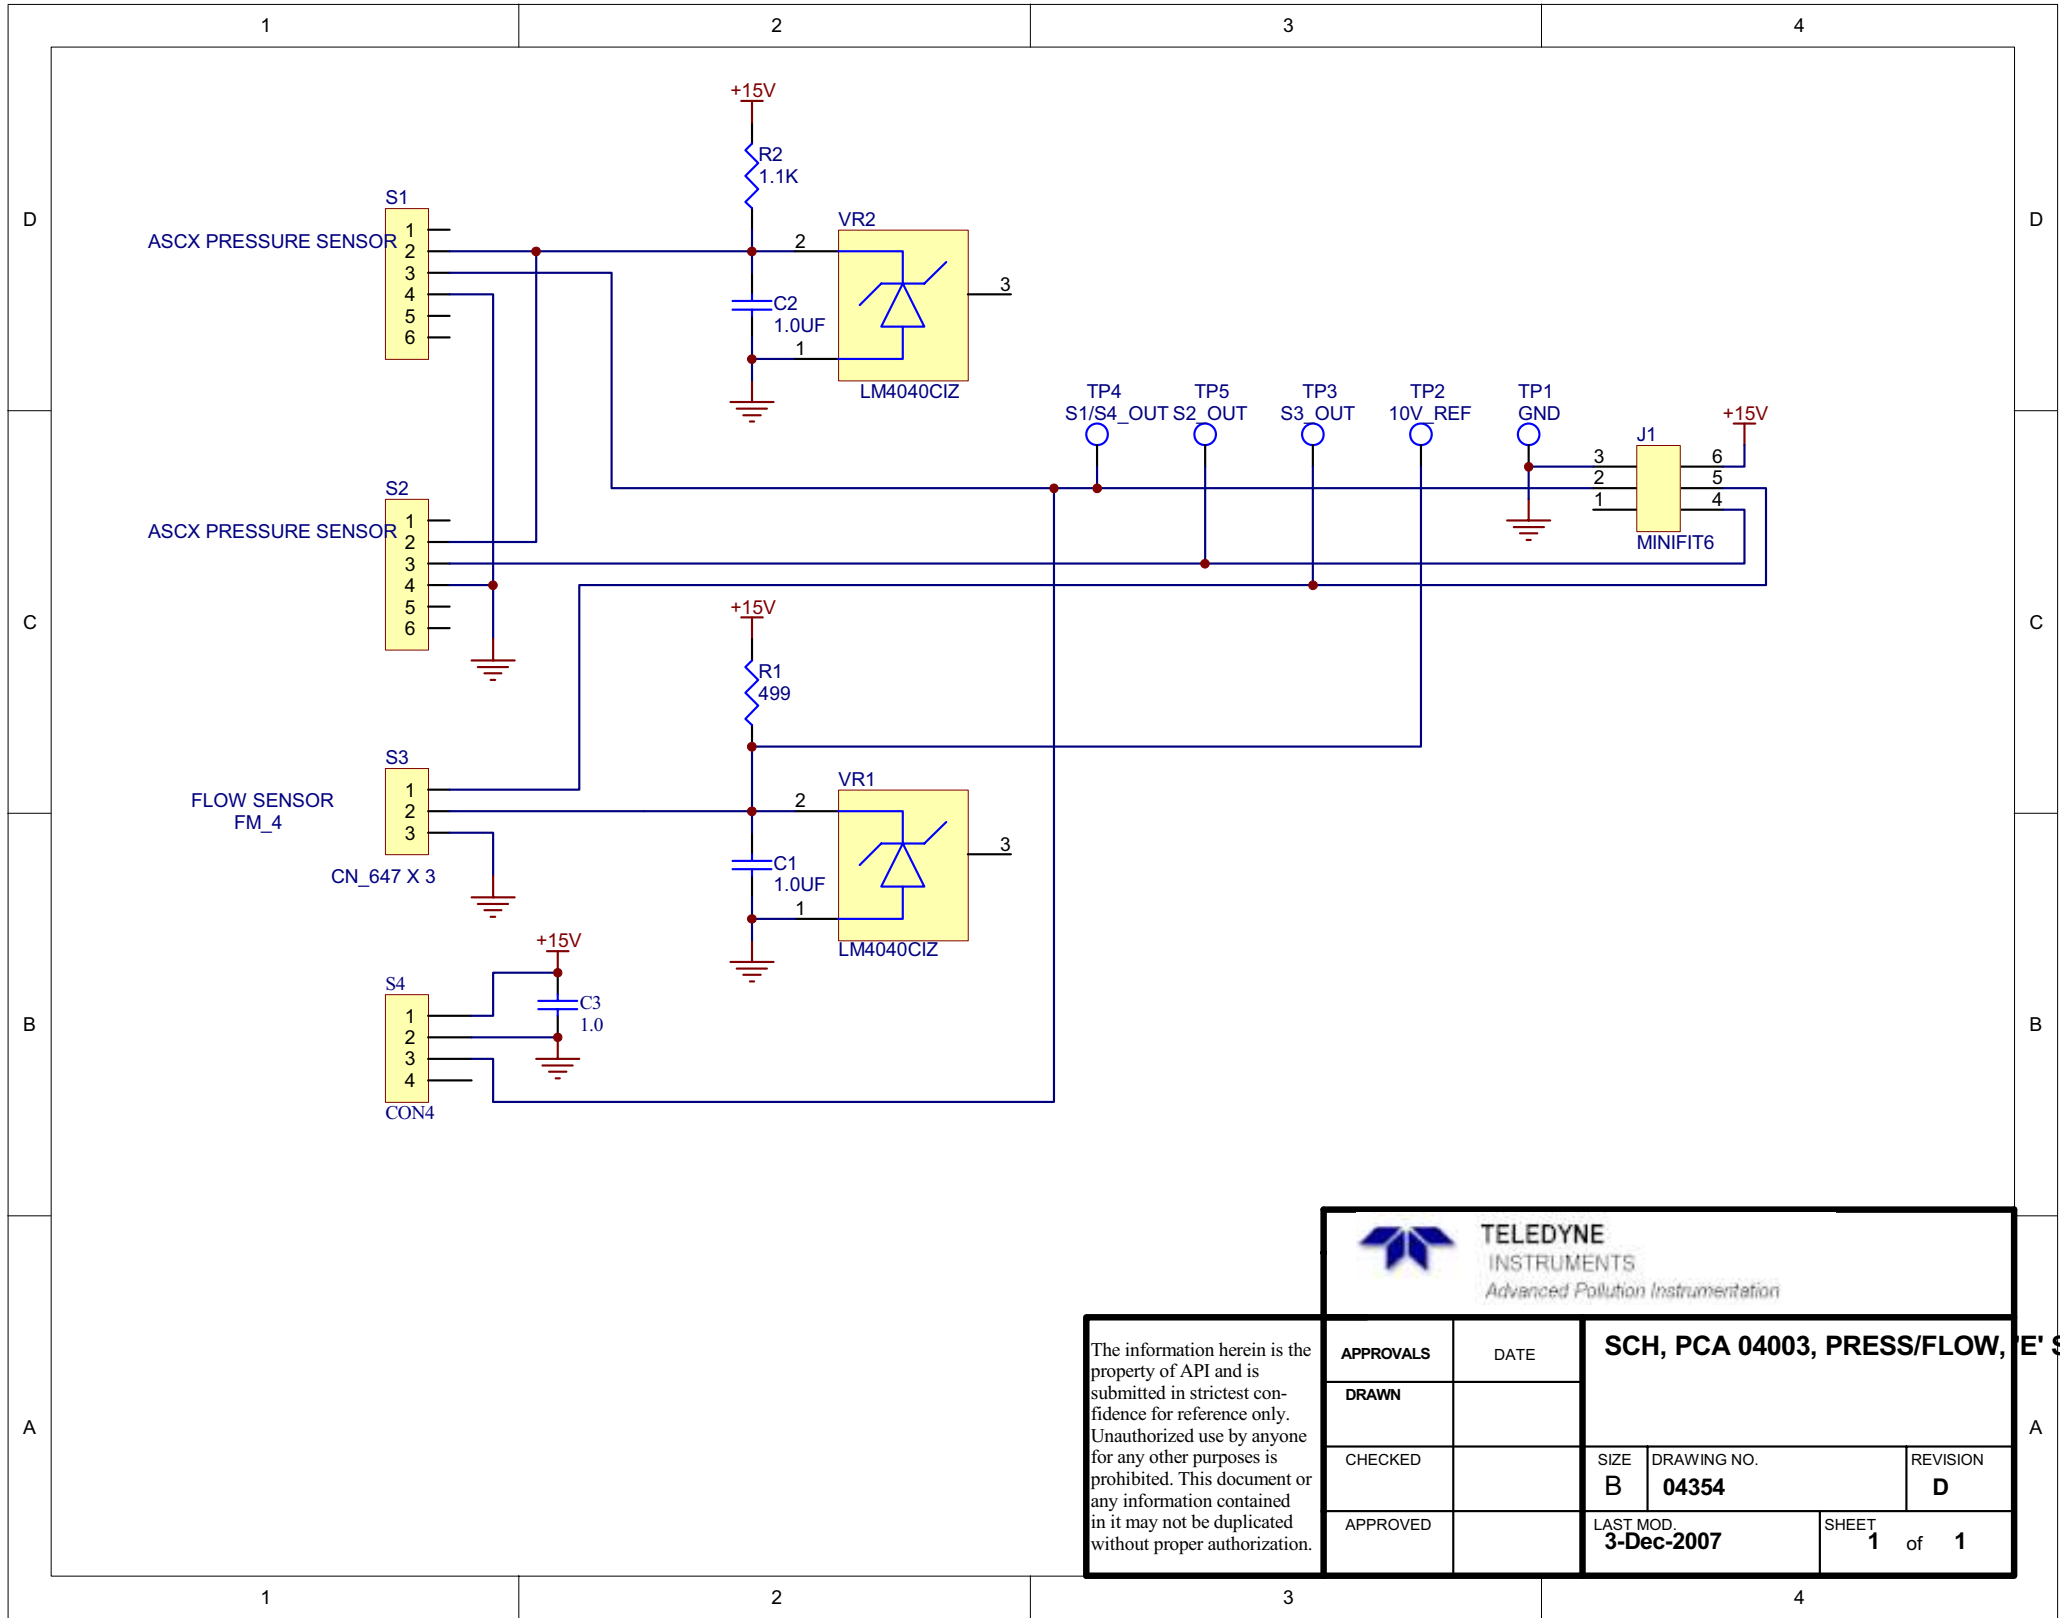 1 2 3 4
+15V
R2
1.1K
S1
ASCX PRESSURE SENSOR
1
2
3
4
5
6
VR2
2
3
1
C2
1.0UF
LM4040CIZ
D D
TP4 TP5 TP3 TP2 TP1
S1/S4_OUT S2_OUT S3_OUT 10V_REF GND
+15V
J1
3 6
2 5
1 4
MINIFIT6
S2
ASCX PRESSURE SENSOR
1
2
3
4
5
6
C C
+15V
R1
499
S3
FLOW SENSOR
FM_4
1
2
3
CN_647 X 3
VR1
2
3
1
C1
1.0UF
LM4040CIZ
+15V
S4
C3
1.0
1
2
3
4
CON4
B B
TELEDYNE
INSTRUMENTS
Advanced Pollution Instrumentation
The information herein is the
property of API and is
submitted in strictest con-
fidence for reference only.
Unauthorized use by anyone
for any other purposes is
prohibited. This document or
any information contained
in it may not be duplicated
without proper authorization.
APPROVALS DATE
DRAWN
CHECKED
APPROVED
SCH, PCA 04003, PRESS/FLOW, 'E' S
SIZE DRAWING NO. REVISION
B 04354 D
LAST MOD. SHEET
3-Dec-2007 1 of 1
A A
1 2 3 4